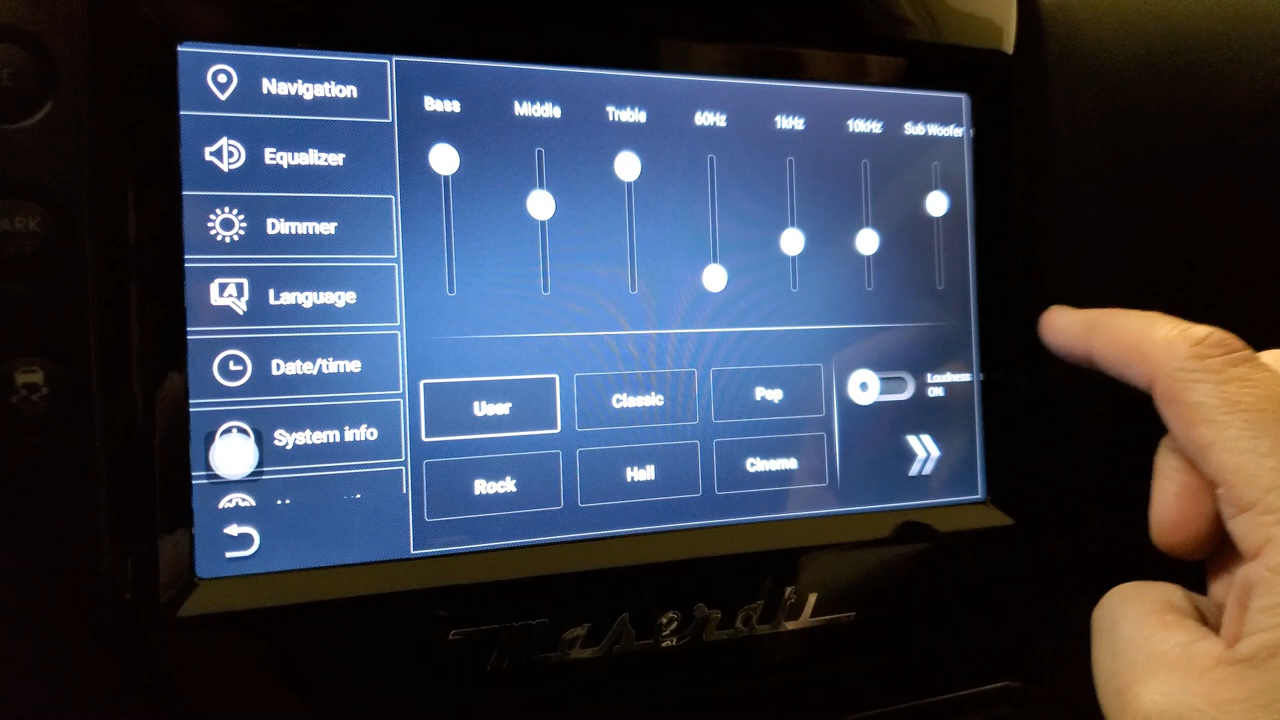 Navigation
Equalizer
Dimmer
Language
Date/time
System info
Bass Middle Treble 60Hz 1kHz 10kHz Sub Woofer
User Classic Pop
Rock Hall Cinema
Loudness
ON
Maserati
PARK
A